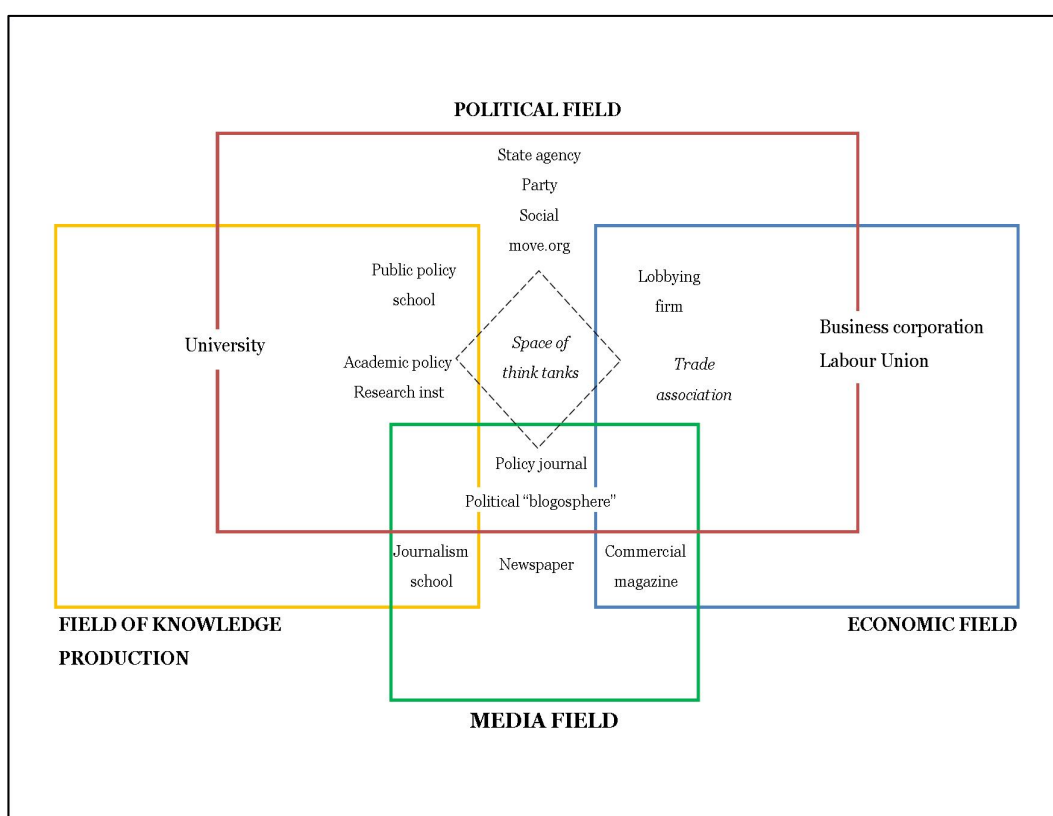 POLITICAL FIELD
State agency
Party
Social
move.org
Public policy
school
Lobbying
firm
University
Academic policy
Research inst
Space of
think tanks
Trade
association
Business corporation
Labour Union
Policy journal
Political “blogosphere”
Journalism
school
Newspaper
Commercial
magazine
FIELD OF KNOWLEDGE
PRODUCTION
ECONOMIC FIELD
MEDIA FIELD